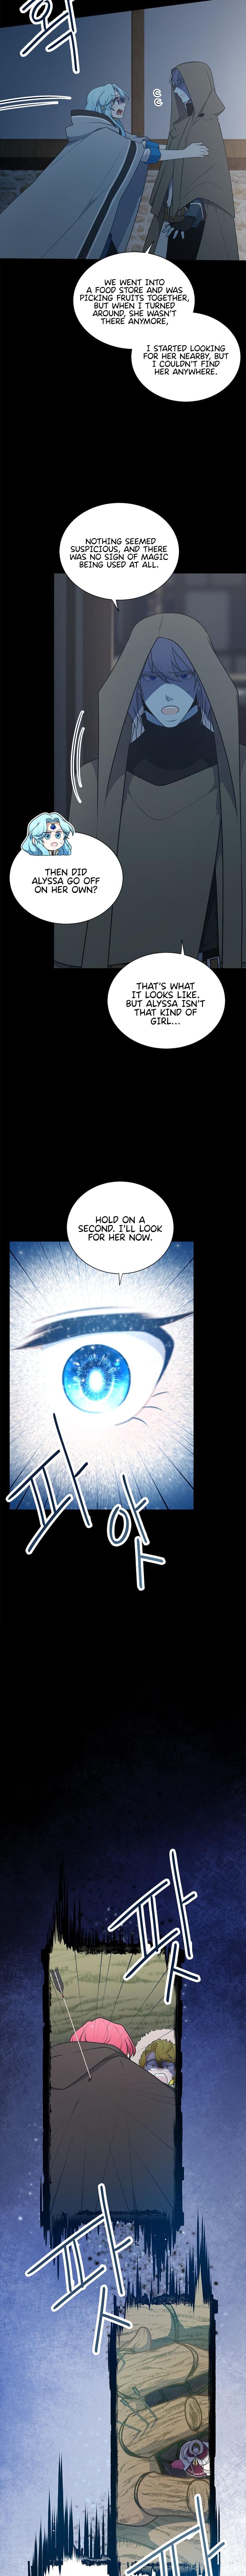 확
WE WENT INTO
A FOOD STORE AND WAS
PICKING FRUITS TOGETHER,
BUT WHEN I TURNED
AROUND, SHE WASN'T
THERE ANYMORE,
I STARTED LOOKING
FOR HER NEARBY, BUT
I COULDN'T FIND
HER ANYWHERE.
NOTHING SEEMED
SUSPICIOUS, AND THERE
WAS NO SIGN OF MAGIC
BEING USED AT ALL.
THEN DID
ALYSSA GO OFF
ON HER OWN?
THAT'S WHAT
IT LOOKS LIKE.
BUT ALYSSA ISN'T
THAT KIND OF
GIRL...
HOLD ON A
SECOND. I'LL LOOK
FOR HER NOW.
파
앗
팟
팟